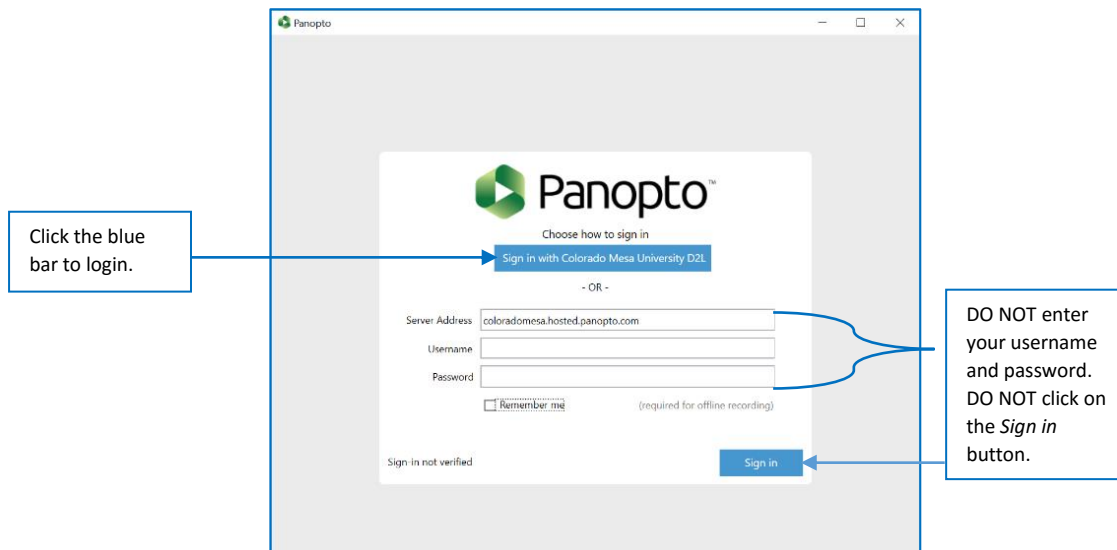 Panopto
Panopto™
Choose how to sign in
Click the blue
bar to login.
Sign in with Colorado Mesa University D2L
- OR -
Server Address
coloradomesa.hosted.panopto.com
Username
Password
Remember me
(required for offline recording)
Sign-in not verified
Sign in
DO NOT enter
your username
and password.
DO NOT click on
the Sign in
button.